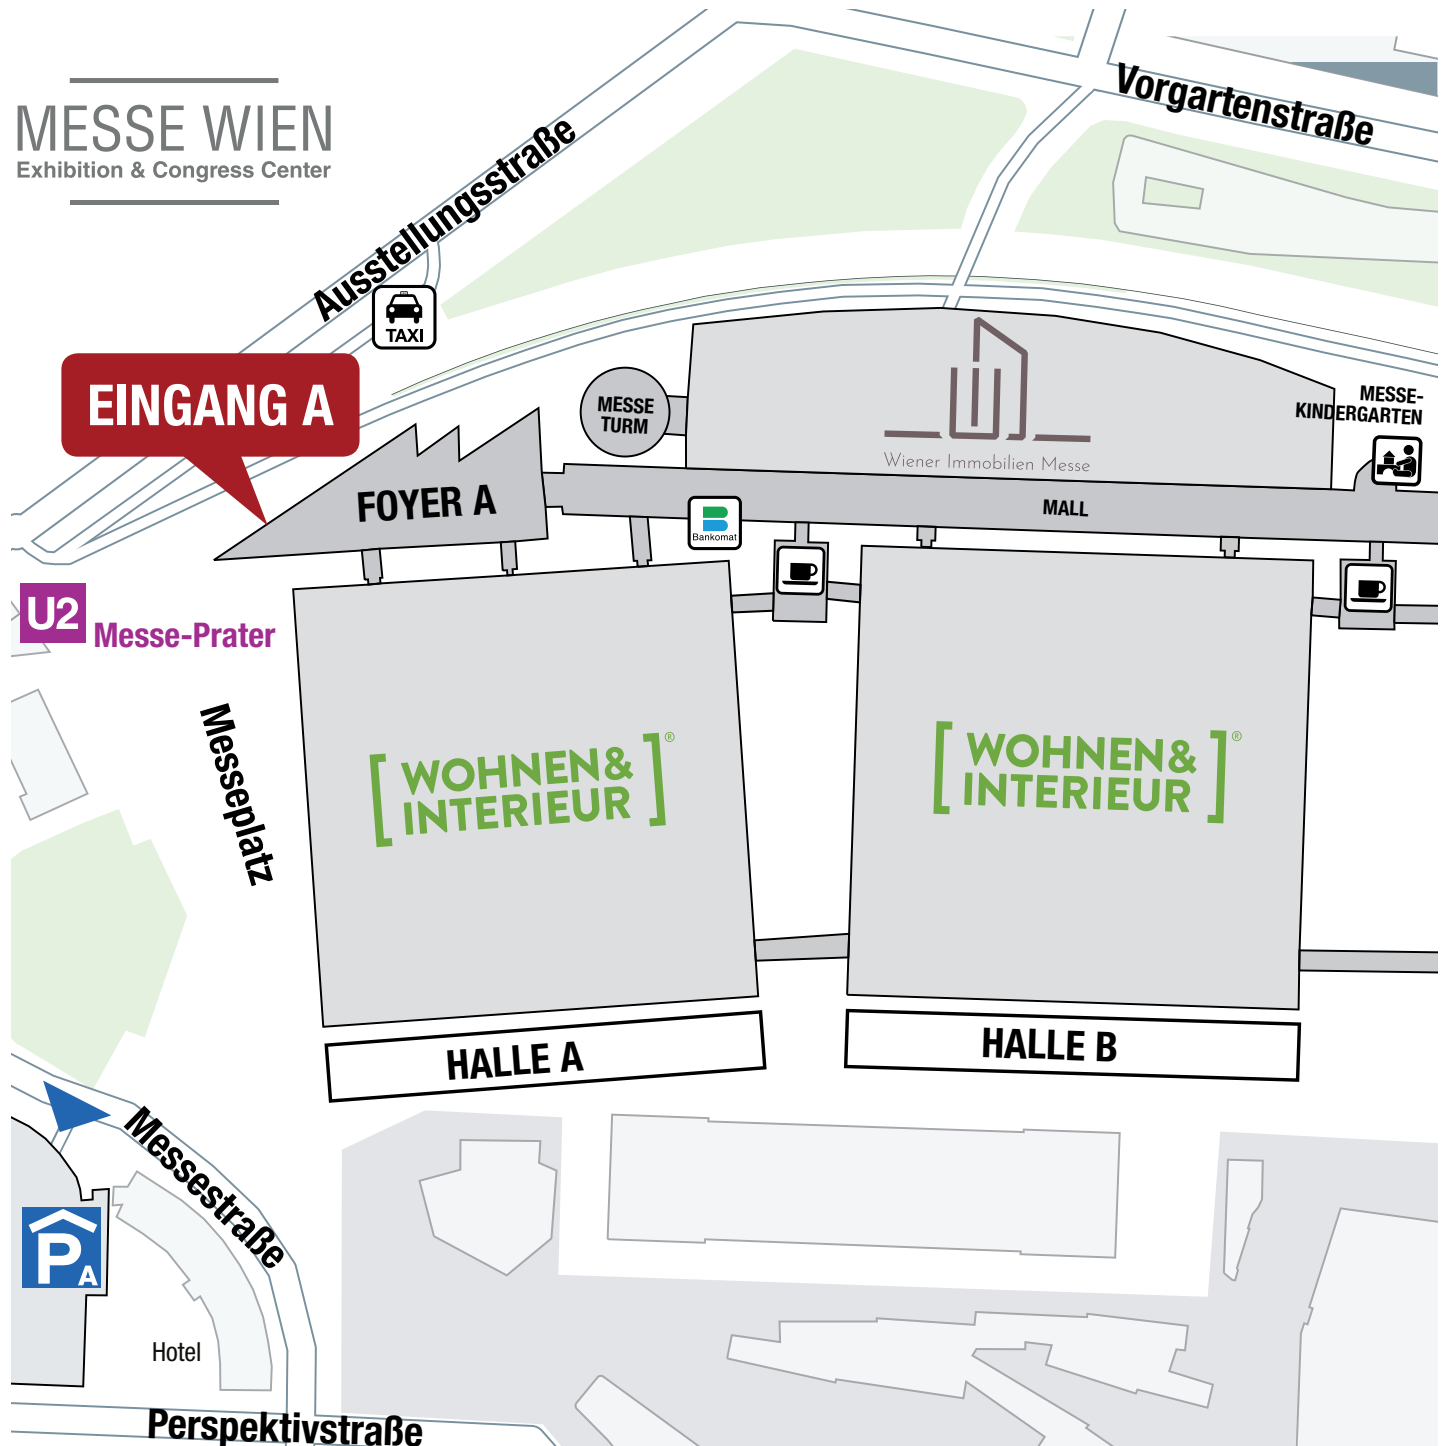 MESSE WIEN
Exhibition & Congress Center
Vorgartenstraße
Ausstellungsstraße
TAXI
EINGANG A
MESSE
TURM
MESSE-
KINDERGARTEN
Wiener Immobilien Messe
FOYER A
MALL
Bankomat
U2
Messe-Prater
Messeplatz
[WOHNEN&
INTERIEUR]®
[WOHNEN&
INTERIEUR]®
HALLE A
HALLE B
Messestraße
P A
Hotel
Perspektivstraße